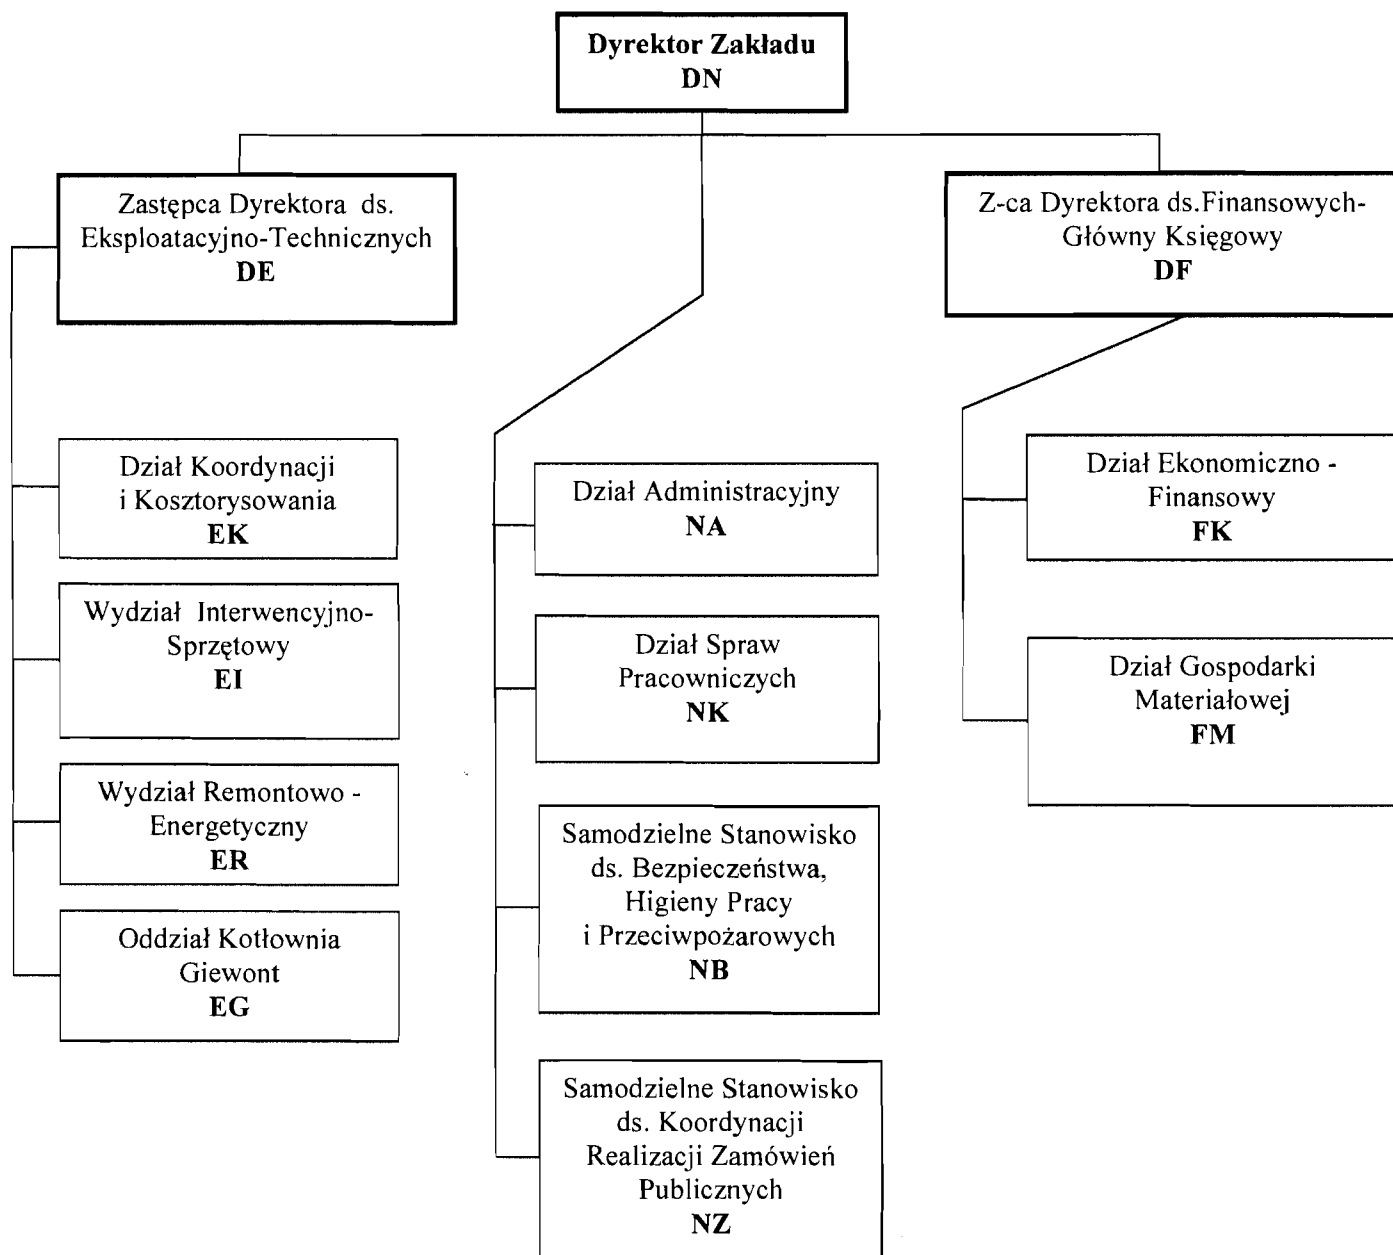 Dyrektor Zakładu
DN
Zastępca Dyrektora ds.
Eksploatacyjno-Technicznych
DE
Z-ca Dyrektora ds.Finansowych-
Główny Księgowy
DF
Dział Koordynacji
i Kosztorysowania
EK
Wydział Interwencyjno-
Sprzętowy
EI
Wydział Remontowo -
Energetyczny
ER
Oddział Kotłownia
Giewont
EG
Dział Administracyjny
NA
Dział Spraw
Pracowniczych
NK
Samodzielne Stanowisko
ds. Bezpieczeństwa,
Higieny Pracy
i Przeciwpożarowych
NB
Samodzielne Stanowisko
ds. Koordynacji
Realizacji Zamówień
Publicznych
NZ
Dział Ekonomiczno -
Finansowy
FK
Dział Gospodarki
Materiałowej
FM